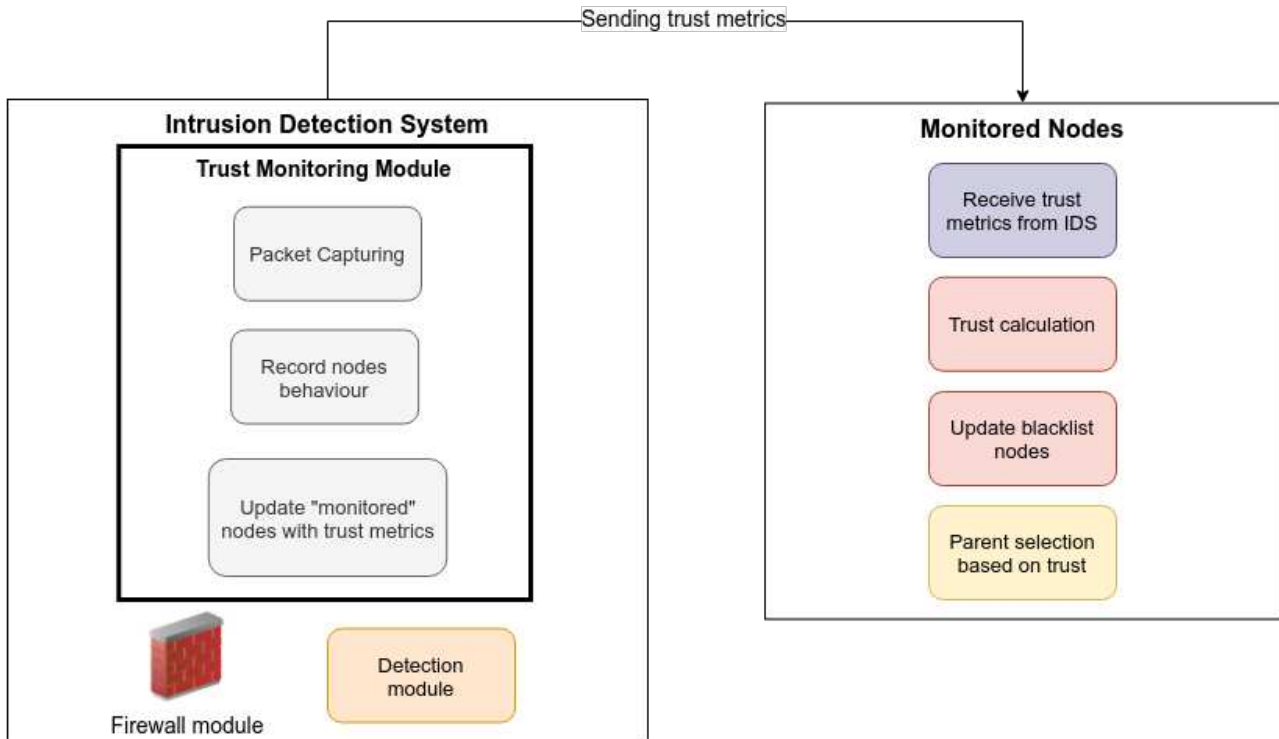 Sending trust metrics
Intrusion Detection System
Trust Monitoring Module
Packet Capturing
Record nodes
behaviour
Update "monitored"
nodes with trust metrics
Firewall module
Detection
module
Monitored Nodes
Receive trust
metrics from IDS
Trust calculation
Update blacklist
nodes
Parent selection
based on trust